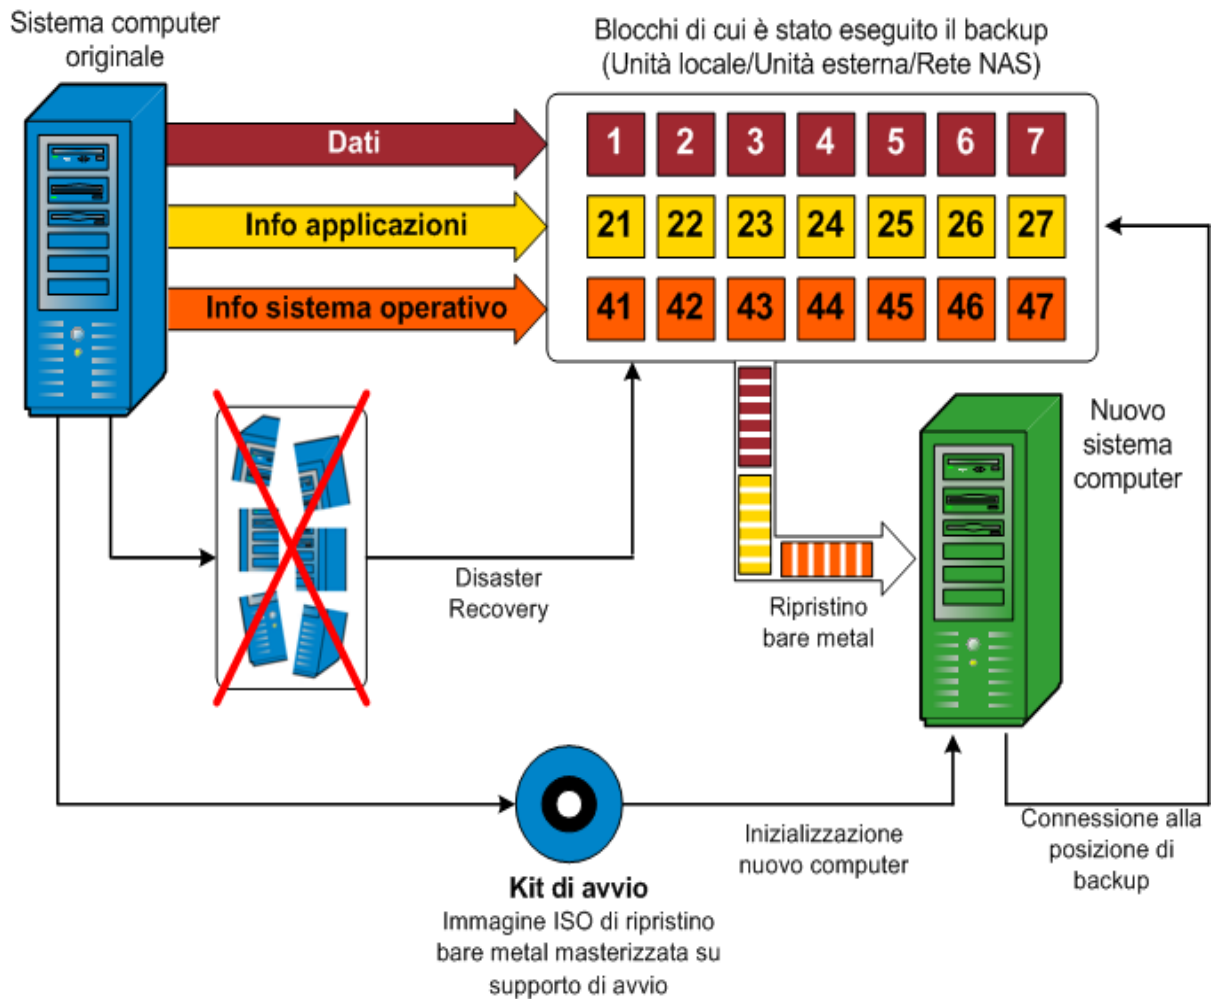 Sistema computer
originale
Blocchi di cui è stato eseguito il backup
(Unità locale/Unità esterna/Rete NAS)
Dati
1 2 3 4 5 6 7
Info applicazioni
21 22 23 24 25 26 27
Info sistema operativo
41 42 43 44 45 46 47
Nuovo
sistema
computer
Disaster
Recovery
Ripristino
bare metal
Inizializzazione
nuovo computer
Connessione alla
posizione di
backup
Kit di avvio
Immagine ISO di ripristino
bare metal masterizzata su
supporto di avvio